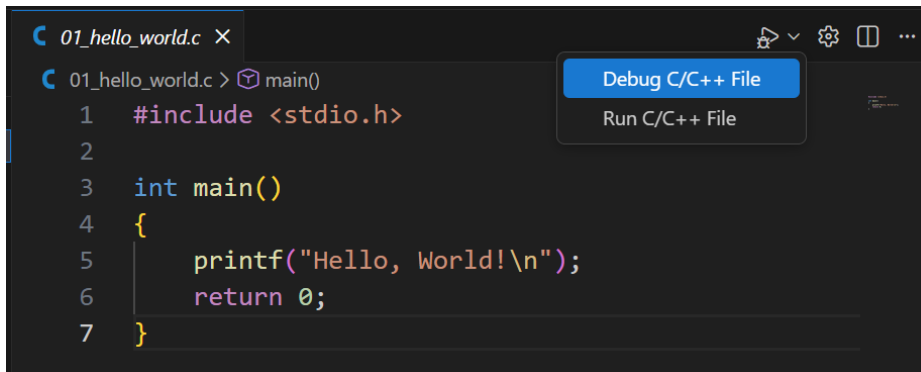 01_hello_world.c
01_hello_world.c > main()
Debug C/C++ File
Run C/C++ File
1 #include <stdio.h>
2
3 int main()
4 {
5     printf("Hello, World!\n");
6     return 0;
7 }